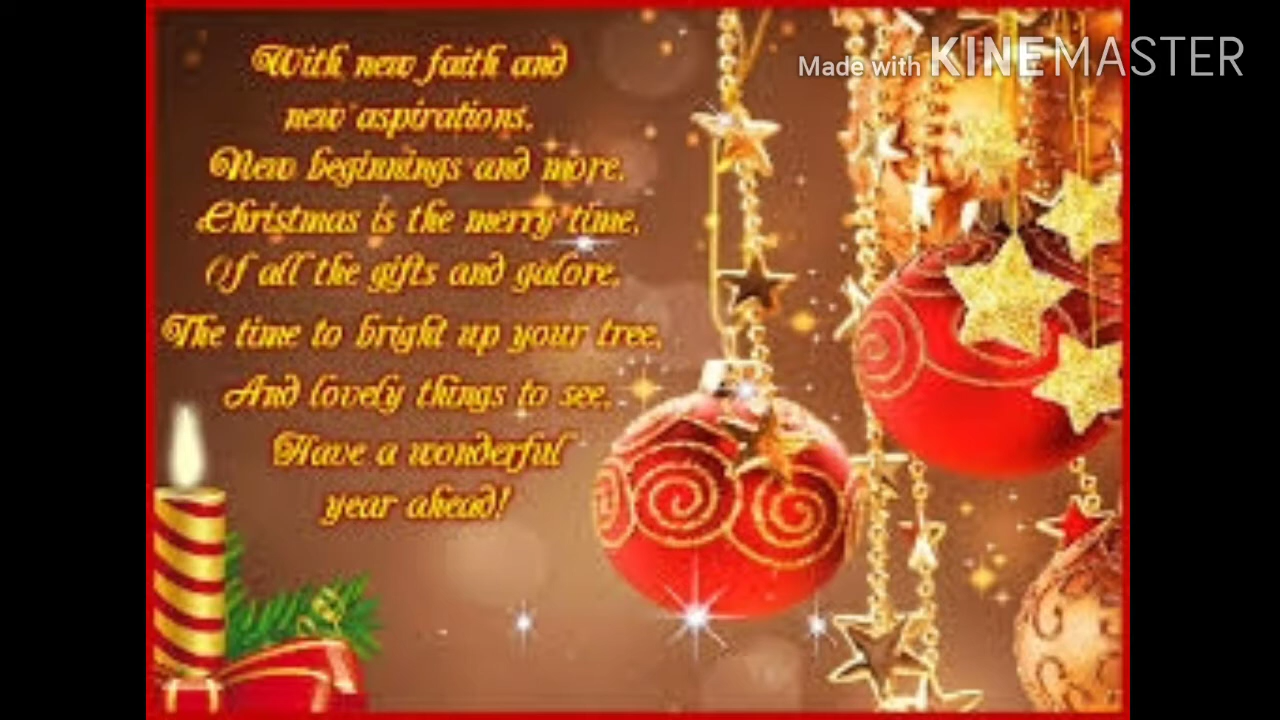 Made with KINEMASTER
With new faith and
new aspirations.
New beginnings and more.
Christmas is the merry time,
Of all the gifts and galore.
The time to bright up your tree,
And lovely things to see.
Have a wonderful
year ahead!